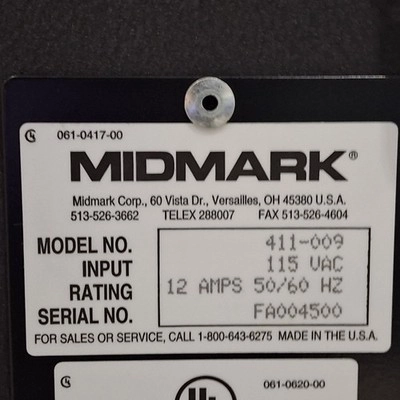 061-0417-00
MIDMARK®
Midmark Corp., 60 Vista Dr., Versailles, OH 45380 U.S.A.
513-526-3662 TELEX 288007 FAX 513-526-4604
MODEL NO. 411-009
INPUT 115 VAC
RATING 12 AMPS 50/60 HZ
SERIAL NO. FA004500
FOR SALES OR SERVICE, CALL 1-800-643-6275 MADE IN THE U.S.A.
UL 061-0620-00